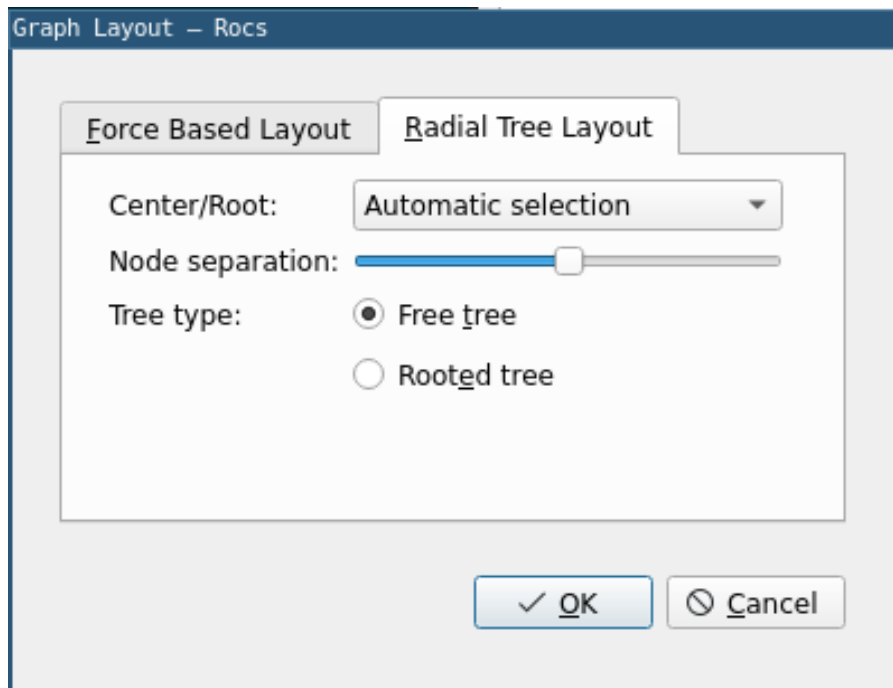 Graph Layout — Rocs
Force Based Layout
Radial Tree Layout
Center/Root:
Automatic selection
Node separation:
Tree type:
Free tree
Rooted tree
OK
Cancel